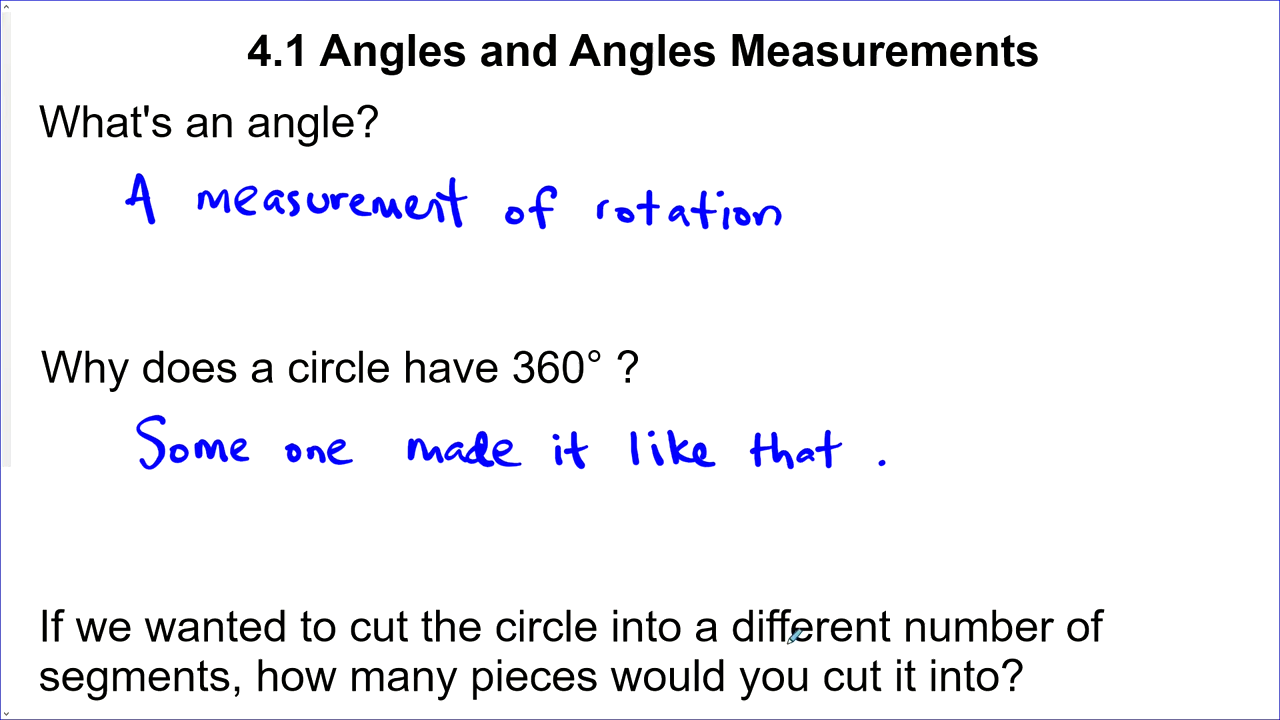 4.1 Angles and Angles Measurements
What's an angle?
A measurement of rotation
Why does a circle have 360° ?
Some one made it like that .
If we wanted to cut the circle into a different number of
segments, how many pieces would you cut it into?